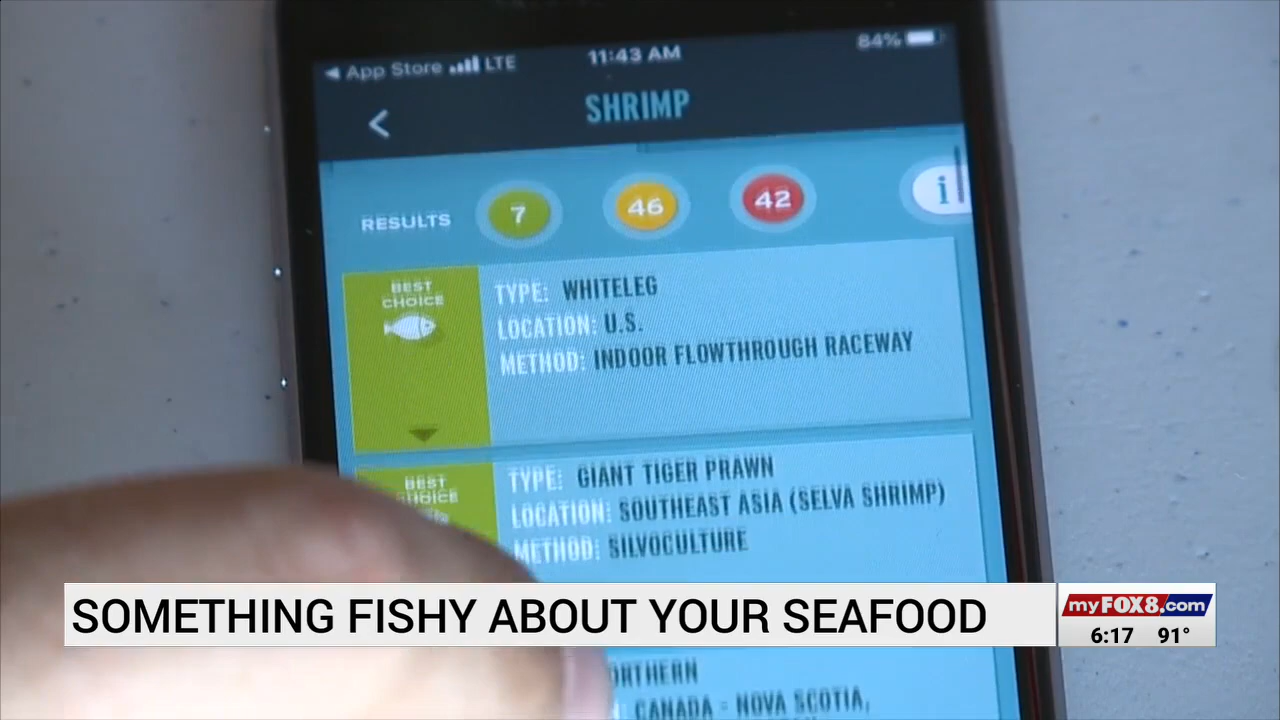 ◀ App Store LTE 11:43 AM 84%
SHRIMP
RESULTS 7 46 42 i
BEST CHOICE
TYPE: WHITELEG
LOCATION: U.S.
METHOD: INDOOR FLOWTHROUGH RACEWAY
BEST
TYPE: GIANT TIGER PRAWN
LOCATION: SOUTHEAST ASIA (SELVA SHRIMP)
METHOD: SILVOCULTURE
SOMETHING FISHY ABOUT YOUR SEAFOOD
myFOX8.com
6:17 91°
CANADA - NOVA SCOTIA,